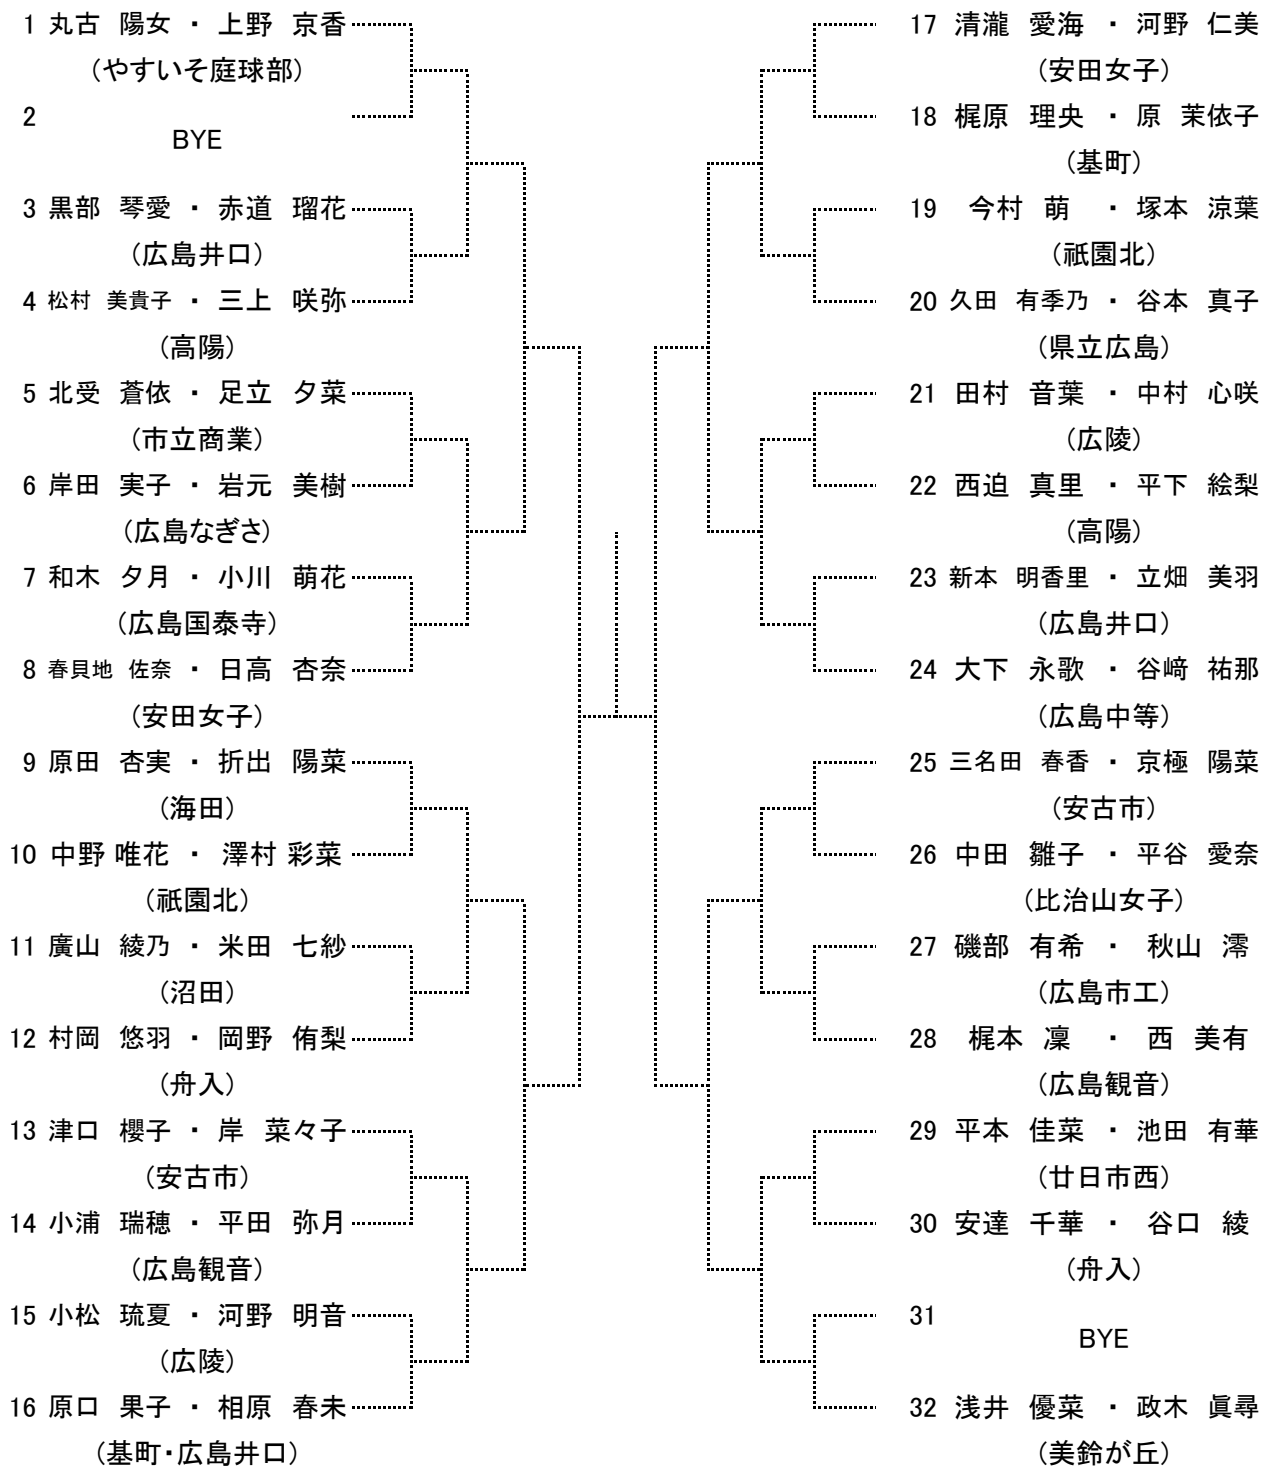 1 丸古 陽女 ・ 上野 京香
(やすいそ庭球部)
2
BYE
3 黒部 琴愛 ・ 赤道 瑠花
(広島井口)
4 松村 美貴子 ・ 三上 咲弥
(高陽)
5 北受 蒼依 ・ 足立 夕菜
(市立商業)
6 岸田 実子 ・ 岩元 美樹
(広島なぎさ)
7 和木 夕月 ・ 小川 萌花
(広島国泰寺)
8 春貝地 佐奈 ・ 日高 杏奈
(安田女子)
9 原田 杏実 ・ 折出 陽菜
(海田)
10 中野 唯花 ・ 澤村 彩菜
(祇園北)
11 廣山 綾乃 ・ 米田 七紗
(沼田)
12 村岡 悠羽 ・ 岡野 侑梨
(舟入)
13 津口 櫻子 ・ 岸 菜々子
(安古市)
14 小浦 瑞穂 ・ 平田 弥月
(広島観音)
15 小松 琉夏 ・ 河野 明音
(広陵)
16 原口 果子 ・ 相原 春未
(基町・広島井口)
17 清瀧 愛海 ・ 河野 仁美
(安田女子)
18 梶原 理央 ・ 原 茉依子
(基町)
19 今村 萌 ・ 塚本 涼葉
(祇園北)
20 久田 有季乃 ・ 谷本 真子
(県立広島)
21 田村 音葉 ・ 中村 心咲
(広陵)
22 西迫 真里 ・ 平下 絵梨
(高陽)
23 新本 明香里 ・ 立畑 美羽
(広島井口)
24 大下 永歌 ・ 谷﨑 祐那
(広島中等)
25 三名田 春香 ・ 京極 陽菜
(安古市)
26 中田 雛子 ・ 平谷 愛奈
(比治山女子)
27 磯部 有希 ・ 秋山 澪
(広島市工)
28 梶本 凜 ・ 西 美有
(広島観音)
29 平本 佳菜 ・ 池田 有華
(廿日市西)
30 安達 千華 ・ 谷口 綾
(舟入)
31
BYE
32 浅井 優菜 ・ 政木 眞尋
(美鈴が丘)